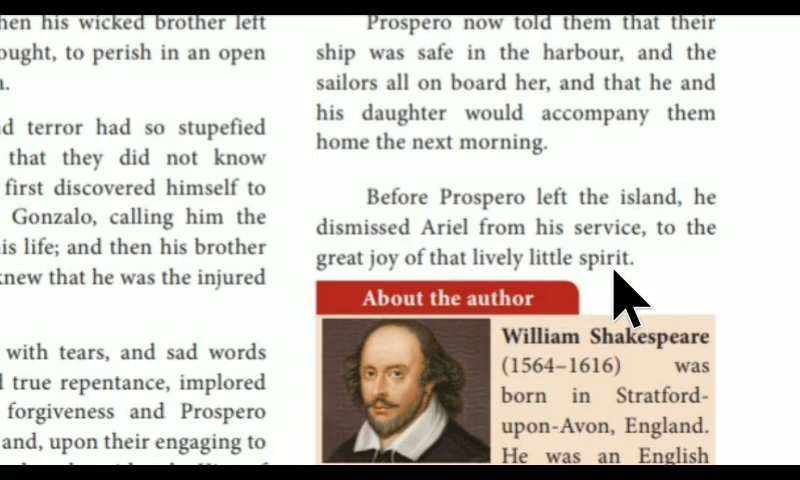 hen his wicked brother left
ought, to perish in an open
a.
d terror had so stupefied
that they did not know
first discovered himself to
Gonzalo, calling him the
is life; and then his brother
knew that he was the injured
with tears, and sad words
true repentance, implored
forgiveness and Prospero
and, upon their engaging to
Prospero now told them that their
ship was safe in the harbour, and the
sailors all on board her, and that he and
his daughter would accompany them
home the next morning.
Before Prospero left the island, he
dismissed Ariel from his service, to the
great joy of that lively little spirit.
About the author
William Shakespeare
(1564–1616) was
born in Stratford-
upon-Avon, England.
He was an English